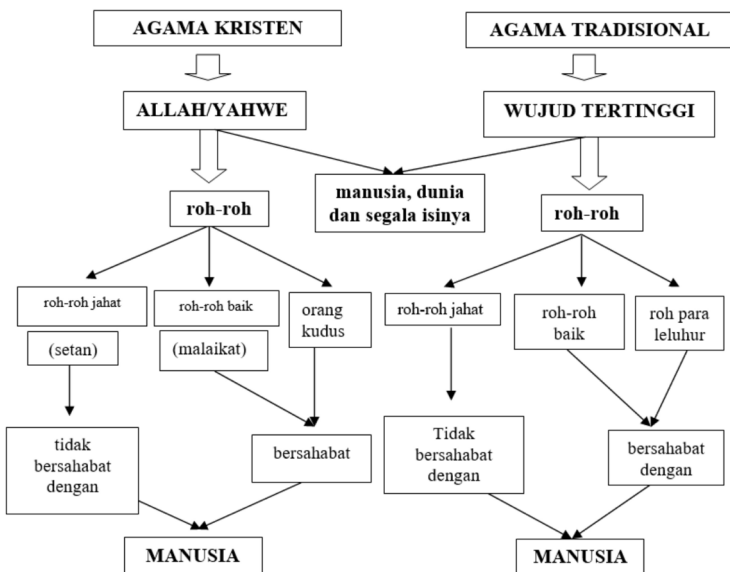 AGAMA KRISTEN
AGAMA TRADISIONAL
ALLAH/YAHWE
WUJUD TERTINGGI
manusia, dunia
dan segala isinya
roh-roh
roh-roh
roh-roh jahat
roh-roh baik
orang
kudus
(setan)
(malaikat)
roh-roh jahat
roh-roh
baik
roh para
leluhur
tidak
bersahabat
dengan
bersahabat
Tidak
bersahabat
dengan
bersahabat
dengan
MANUSIA
MANUSIA